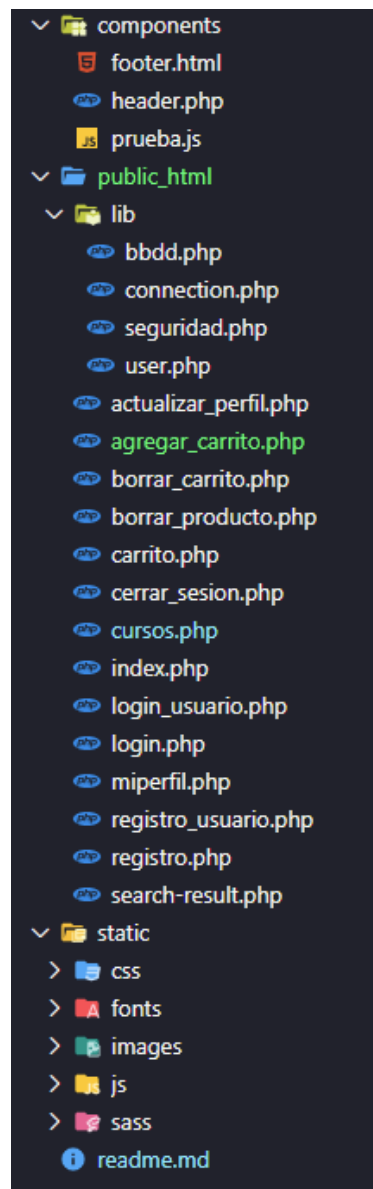 components
footer.html
header.php
prueba.js
public_html
lib
bbdd.php
connection.php
seguridad.php
user.php
actualizar_perfil.php
agregar_carrito.php
borrar_carrito.php
borrar_producto.php
carrito.php
cerrar_sesion.php
cursos.php
index.php
login_usuario.php
login.php
miperfil.php
registro_usuario.php
registro.php
search-result.php
static
css
fonts
images
js
sass
readme.md